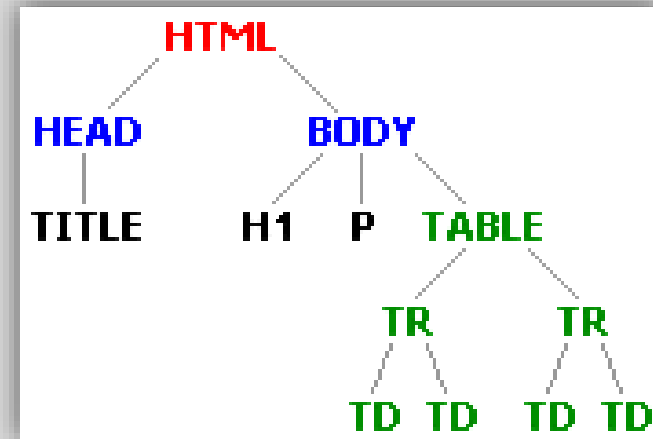 HTML
HEAD BODY
TITLE H1 P TABLE
TR TR
TD TD TD TD